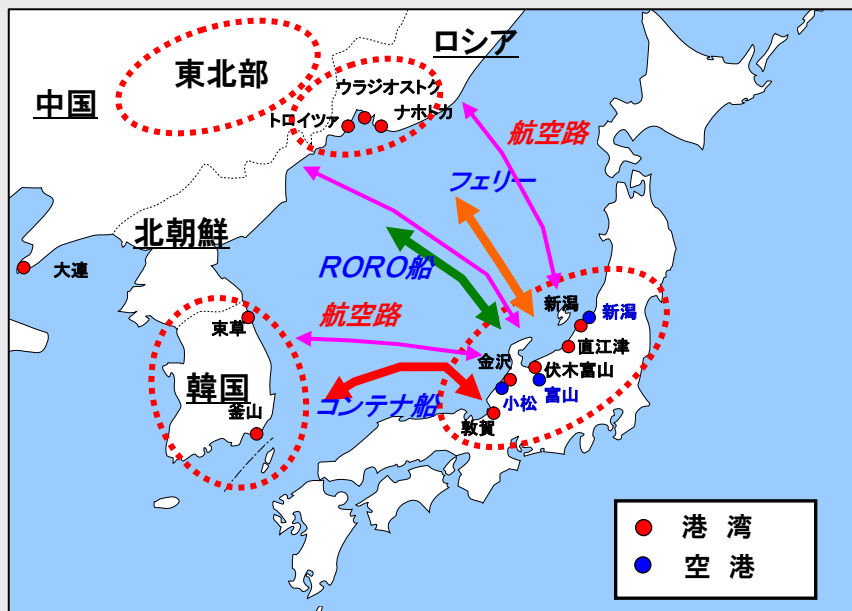 ロシア
東北部
中国
ウラジオストク
トロイツァ
ナホトカ
航空路
フェリー
北朝鮮
大連
RORO船
東草
航空路
新潟
新潟
直江津
金沢
伏木富山
韓国
富山
小松
コンテナ船
釜山
敦賀
港湾
空港